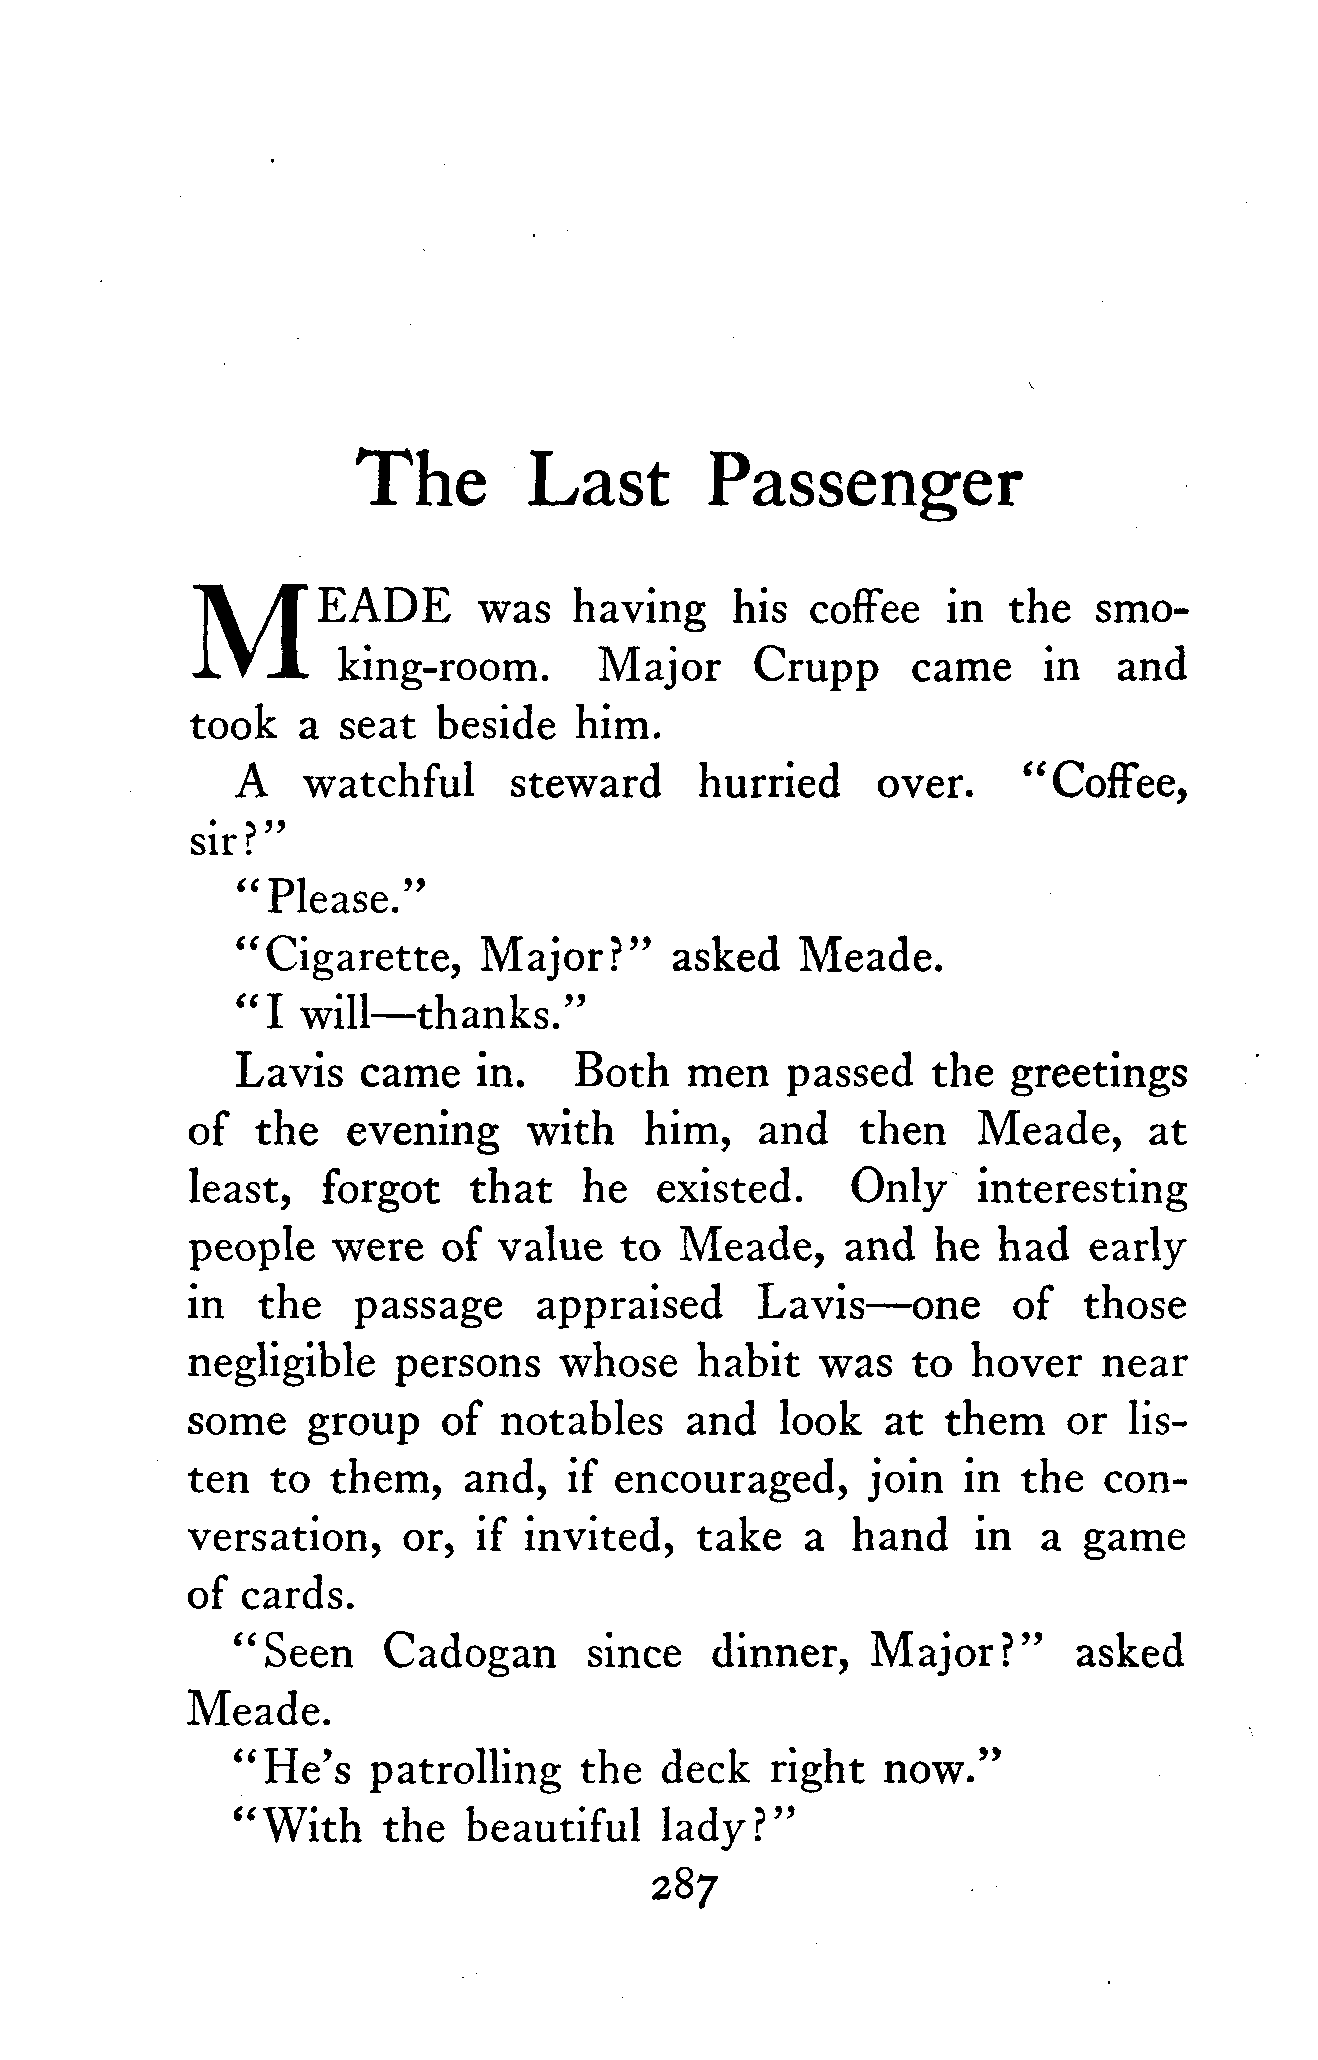 The Last Passenger
MEADE was having his coffee in the smo-
king-room. Major Crupp came in and
took a seat beside him.
A watchful steward hurried over. "Coffee,
sir?"
"Please."
"Cigarette, Major?" asked Meade.
"I will—thanks."
Lavis came in. Both men passed the greetings
of the evening with him, and then Meade, at
least, forgot that he existed. Only interesting
people were of value to Meade, and he had early
in the passage appraised Lavis—one of those
negligible persons whose habit was to hover near
some group of notables and look at them or lis-
ten to them, and, if encouraged, join in the con-
versation, or, if invited, take a hand in a game
of cards.
"Seen Cadogan since dinner, Major?" asked
Meade.
"He's patrolling the deck right now."
"With the beautiful lady?"
287